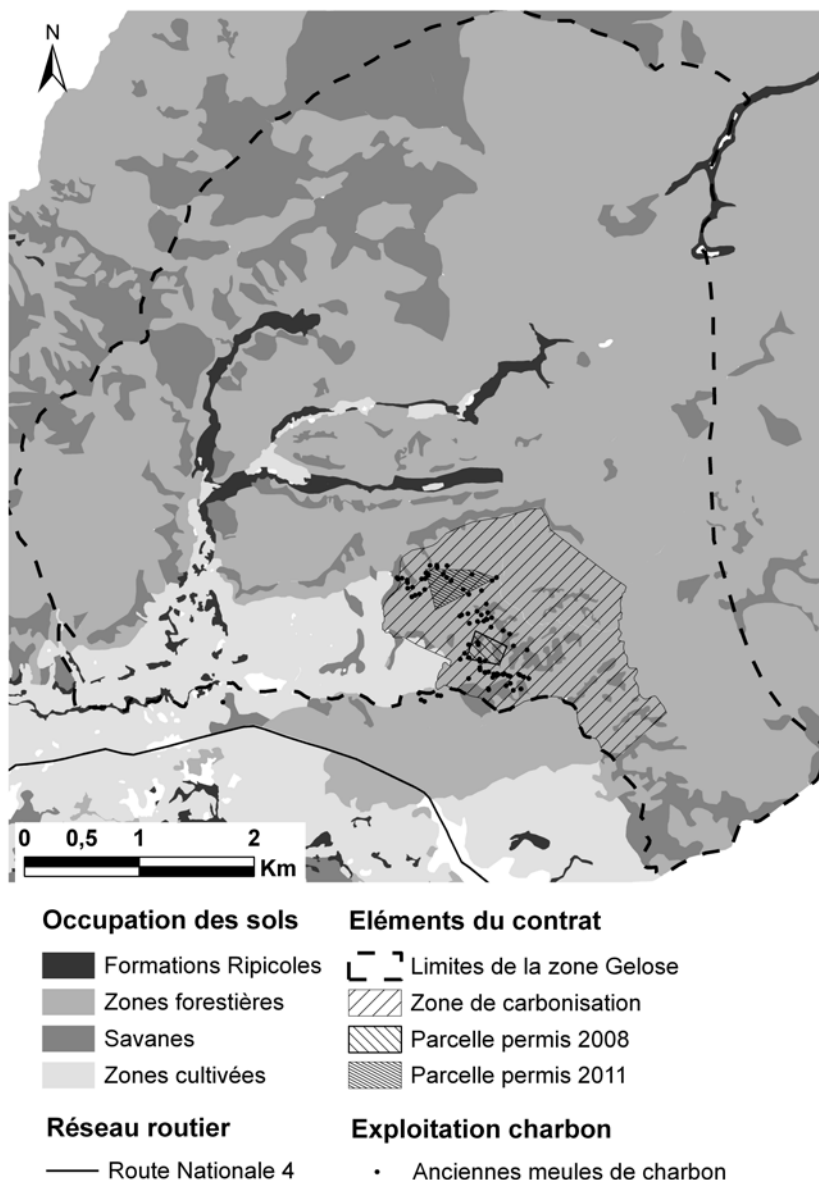 N
0 0,5 1 2
Km
Occupation des sols
Formations Ripicoles
Zones forestières
Savanes
Zones cultivées
Réseau routier
Route Nationale 4
Eléments du contrat
Limites de la zone Gelose
Zone de carbonisation
Parcelle permis 2008
Parcelle permis 2011
Exploitation charbon
Anciennes meules de charbon